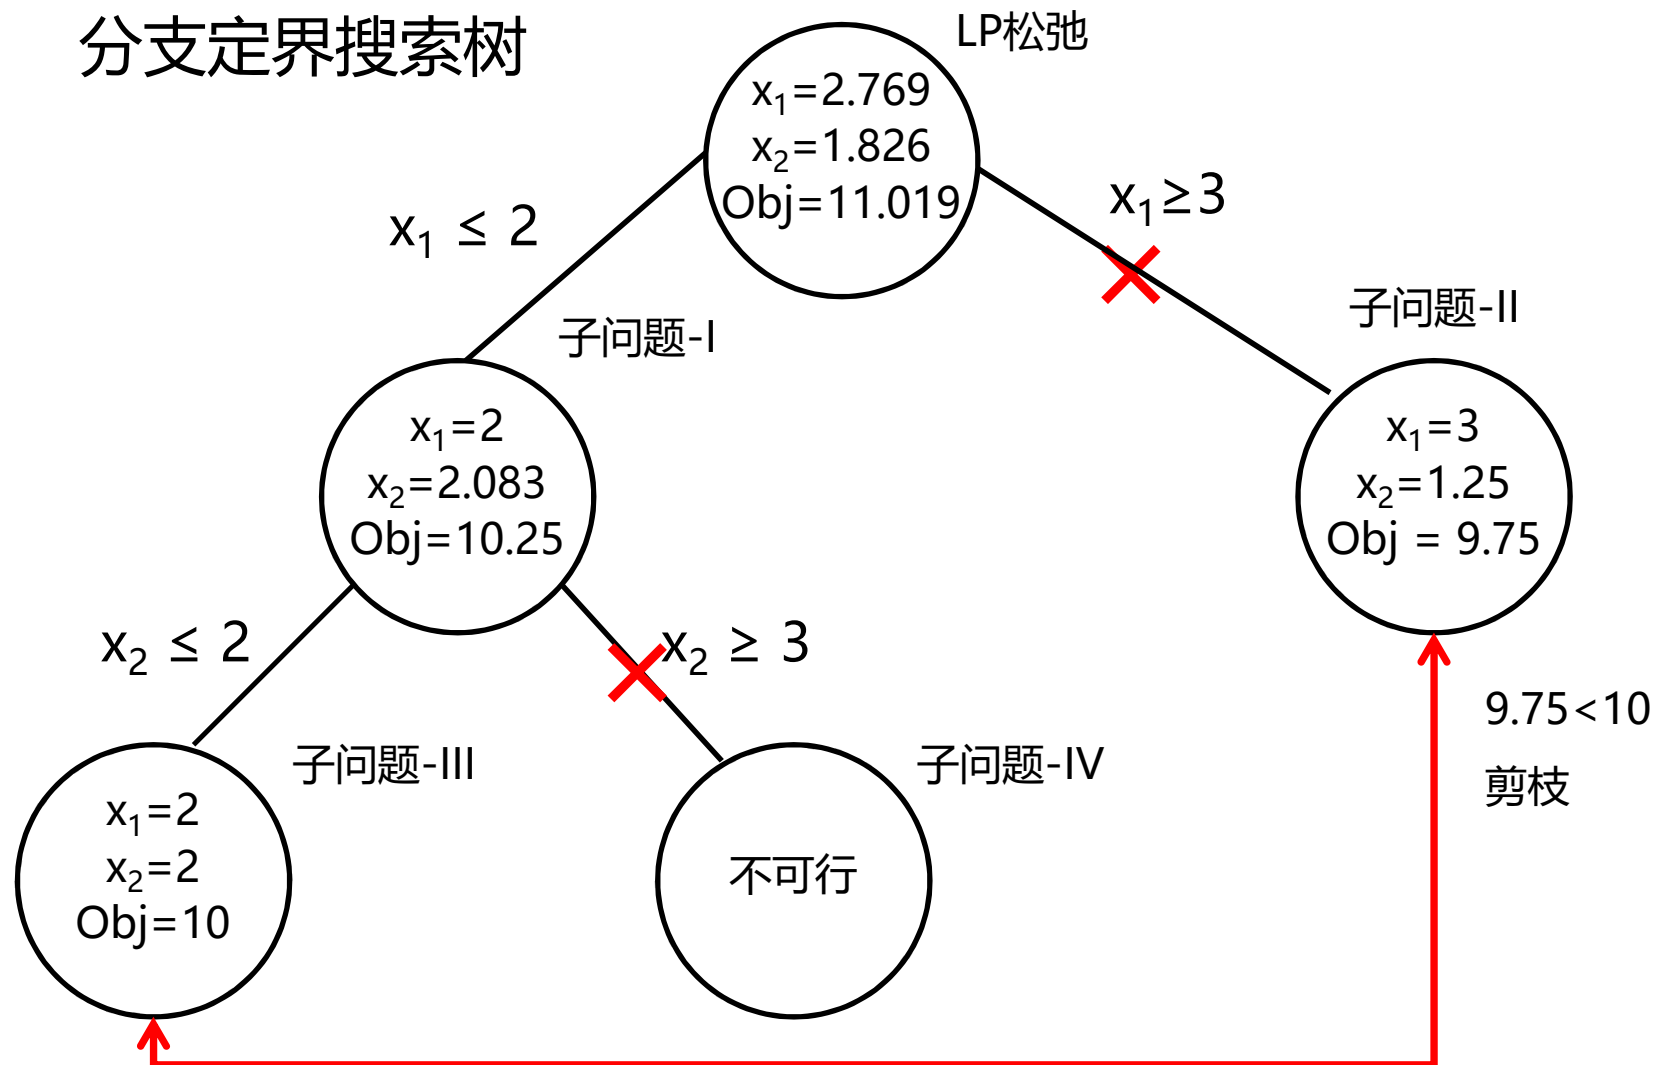 分支定界搜索树
LP松弛
x₁=2.769
x₂=1.826
Obj=11.019
x₁ ≤ 2
x₁≥3
子问题-I
子问题-II
x₁=2
x₂=2.083
Obj=10.25
x₁=3
x₂=1.25
Obj = 9.75
x₂ ≤ 2
x₂ ≥ 3
9.75<10
剪枝
子问题-III
子问题-IV
x₁=2
x₂=2
Obj=10
不可行